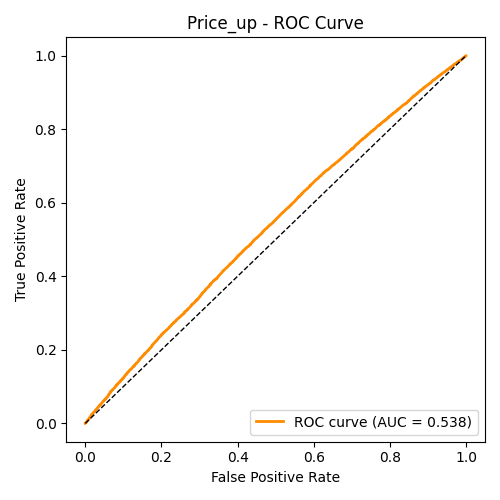 Price_up - ROC Curve
True Positive Rate
1.0
0.8
0.6
0.4
0.2
0.0
ROC curve (AUC = 0.538)
0.0 0.2 0.4 0.6 0.8 1.0
False Positive Rate